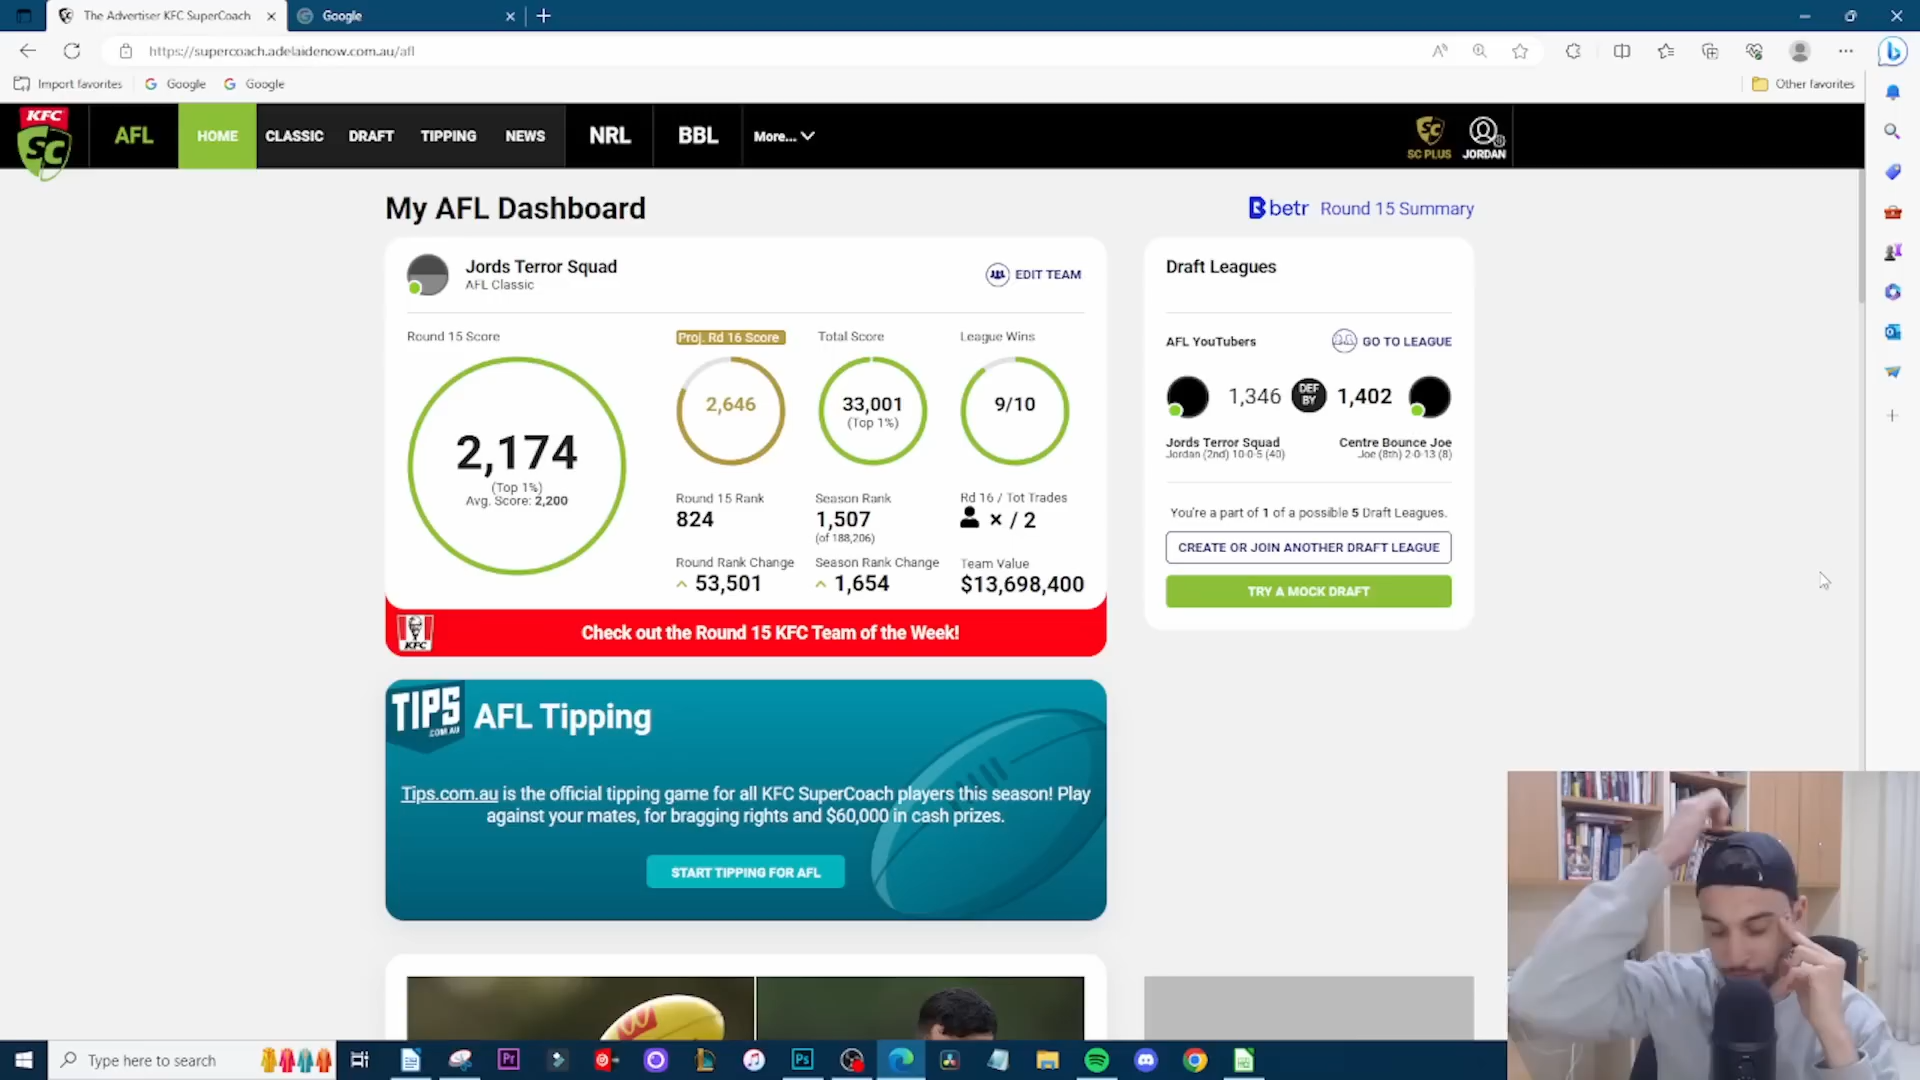 The Advertiser KFC SuperCoach
Google
https://supercoach.adelaidenow.com.au/afl
Import favorites
Google
Google
Other favorites
KFC
SC
AFL
HOME
CLASSIC
DRAFT
TIPPING
NEWS
NRL
BBL
More...
SC
SC PLUS
JORDAN
My AFL Dashboard
betr Round 15 Summary
Jords Terror Squad
AFL Classic
EDIT TEAM
Round 15 Score
2,174
(Top 1%)
Avg. Score: 2,200
Proj. Rd 16 Score
2,646
Total Score
33,001
(Top 1%)
League Wins
9/10
Round 15 Rank
824
Season Rank
1,507
(of 188,206)
Rd 16 / Tot Trades
× / 2
Round Rank Change
53,501
Season Rank Change
1,654
Team Value
$13,698,400
KFC
Check out the Round 15 KFC Team of the Week!
Draft Leagues
AFL YouTubers
GO TO LEAGUE
1,346
DEF BY
1,402
Jords Terror Squad
Jordan (2nd) 10-0-5 (40)
Centre Bounce Joe
Joe (8th) 2-0-13 (8)
You're a part of 1 of a possible 5 Draft Leagues.
CREATE OR JOIN ANOTHER DRAFT LEAGUE
TRY A MOCK DRAFT
TIPS
.COM.AU
AFL Tipping
Tips.com.au is the official tipping game for all KFC SuperCoach players this season! Play
against your mates, for bragging rights and $60,000 in cash prizes.
START TIPPING FOR AFL
Type here to search
Pr
Ps